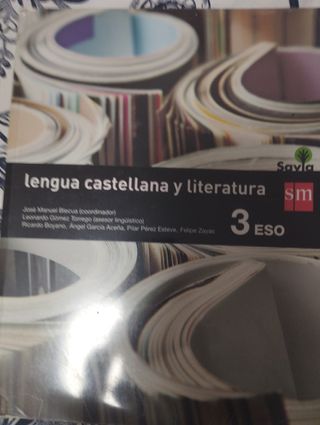 Savia
lengua castellana y literatura
sm
José Manuel Blecua (coordinador)
Leonardo Gómez Torrego (asesor lingüístico)
Ricardo Boyano, Ángel García Aceña, Pilar Pérez Esteve, Felipe Zayas
3 ESO